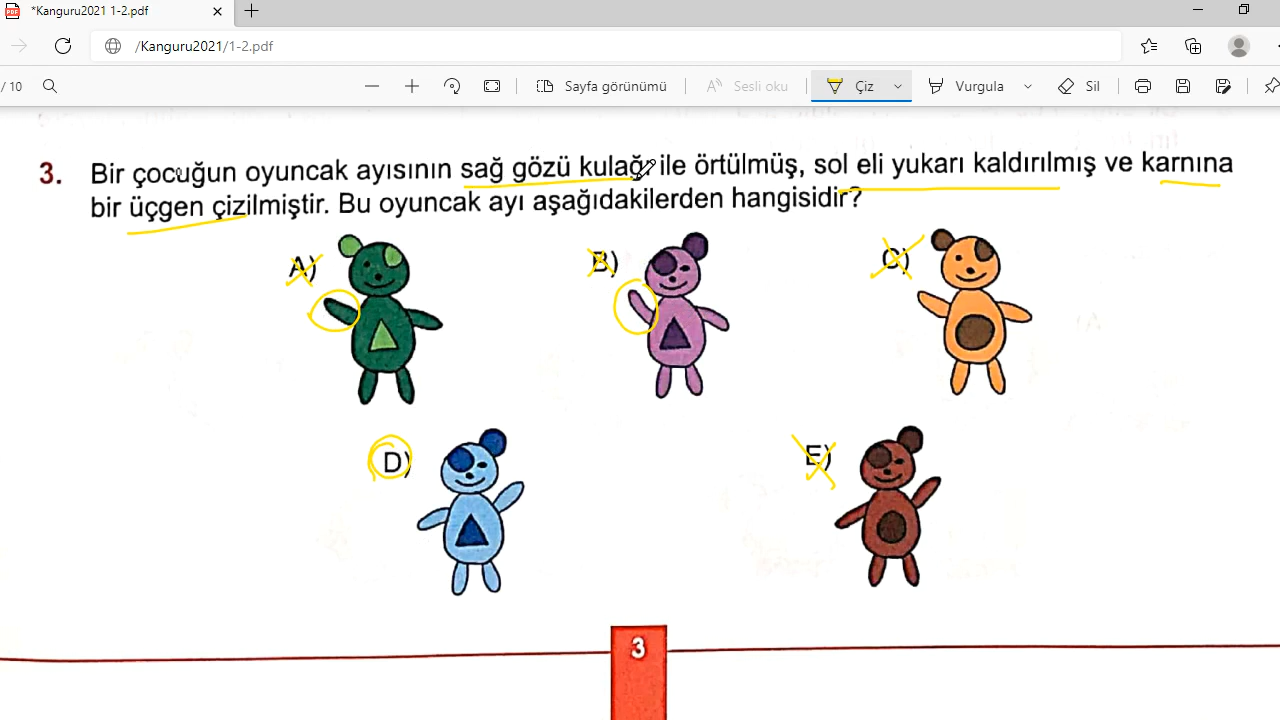 *Kanguru2021 1-2.pdf
/Kanguru2021/1-2.pdf
/ 10
Sayfa görünümü
Sesli oku
Çiz
Vurgula
Sil
3. Bir çocuğun oyuncak ayısının sağ gözü kulağı ile örtülmüş, sol eli yukarı kaldırılmış ve karnına
bir üçgen çizilmiştir. Bu oyuncak ayı aşağıdakilerden hangisidir?
A)
B)
C)
D)
E)
3